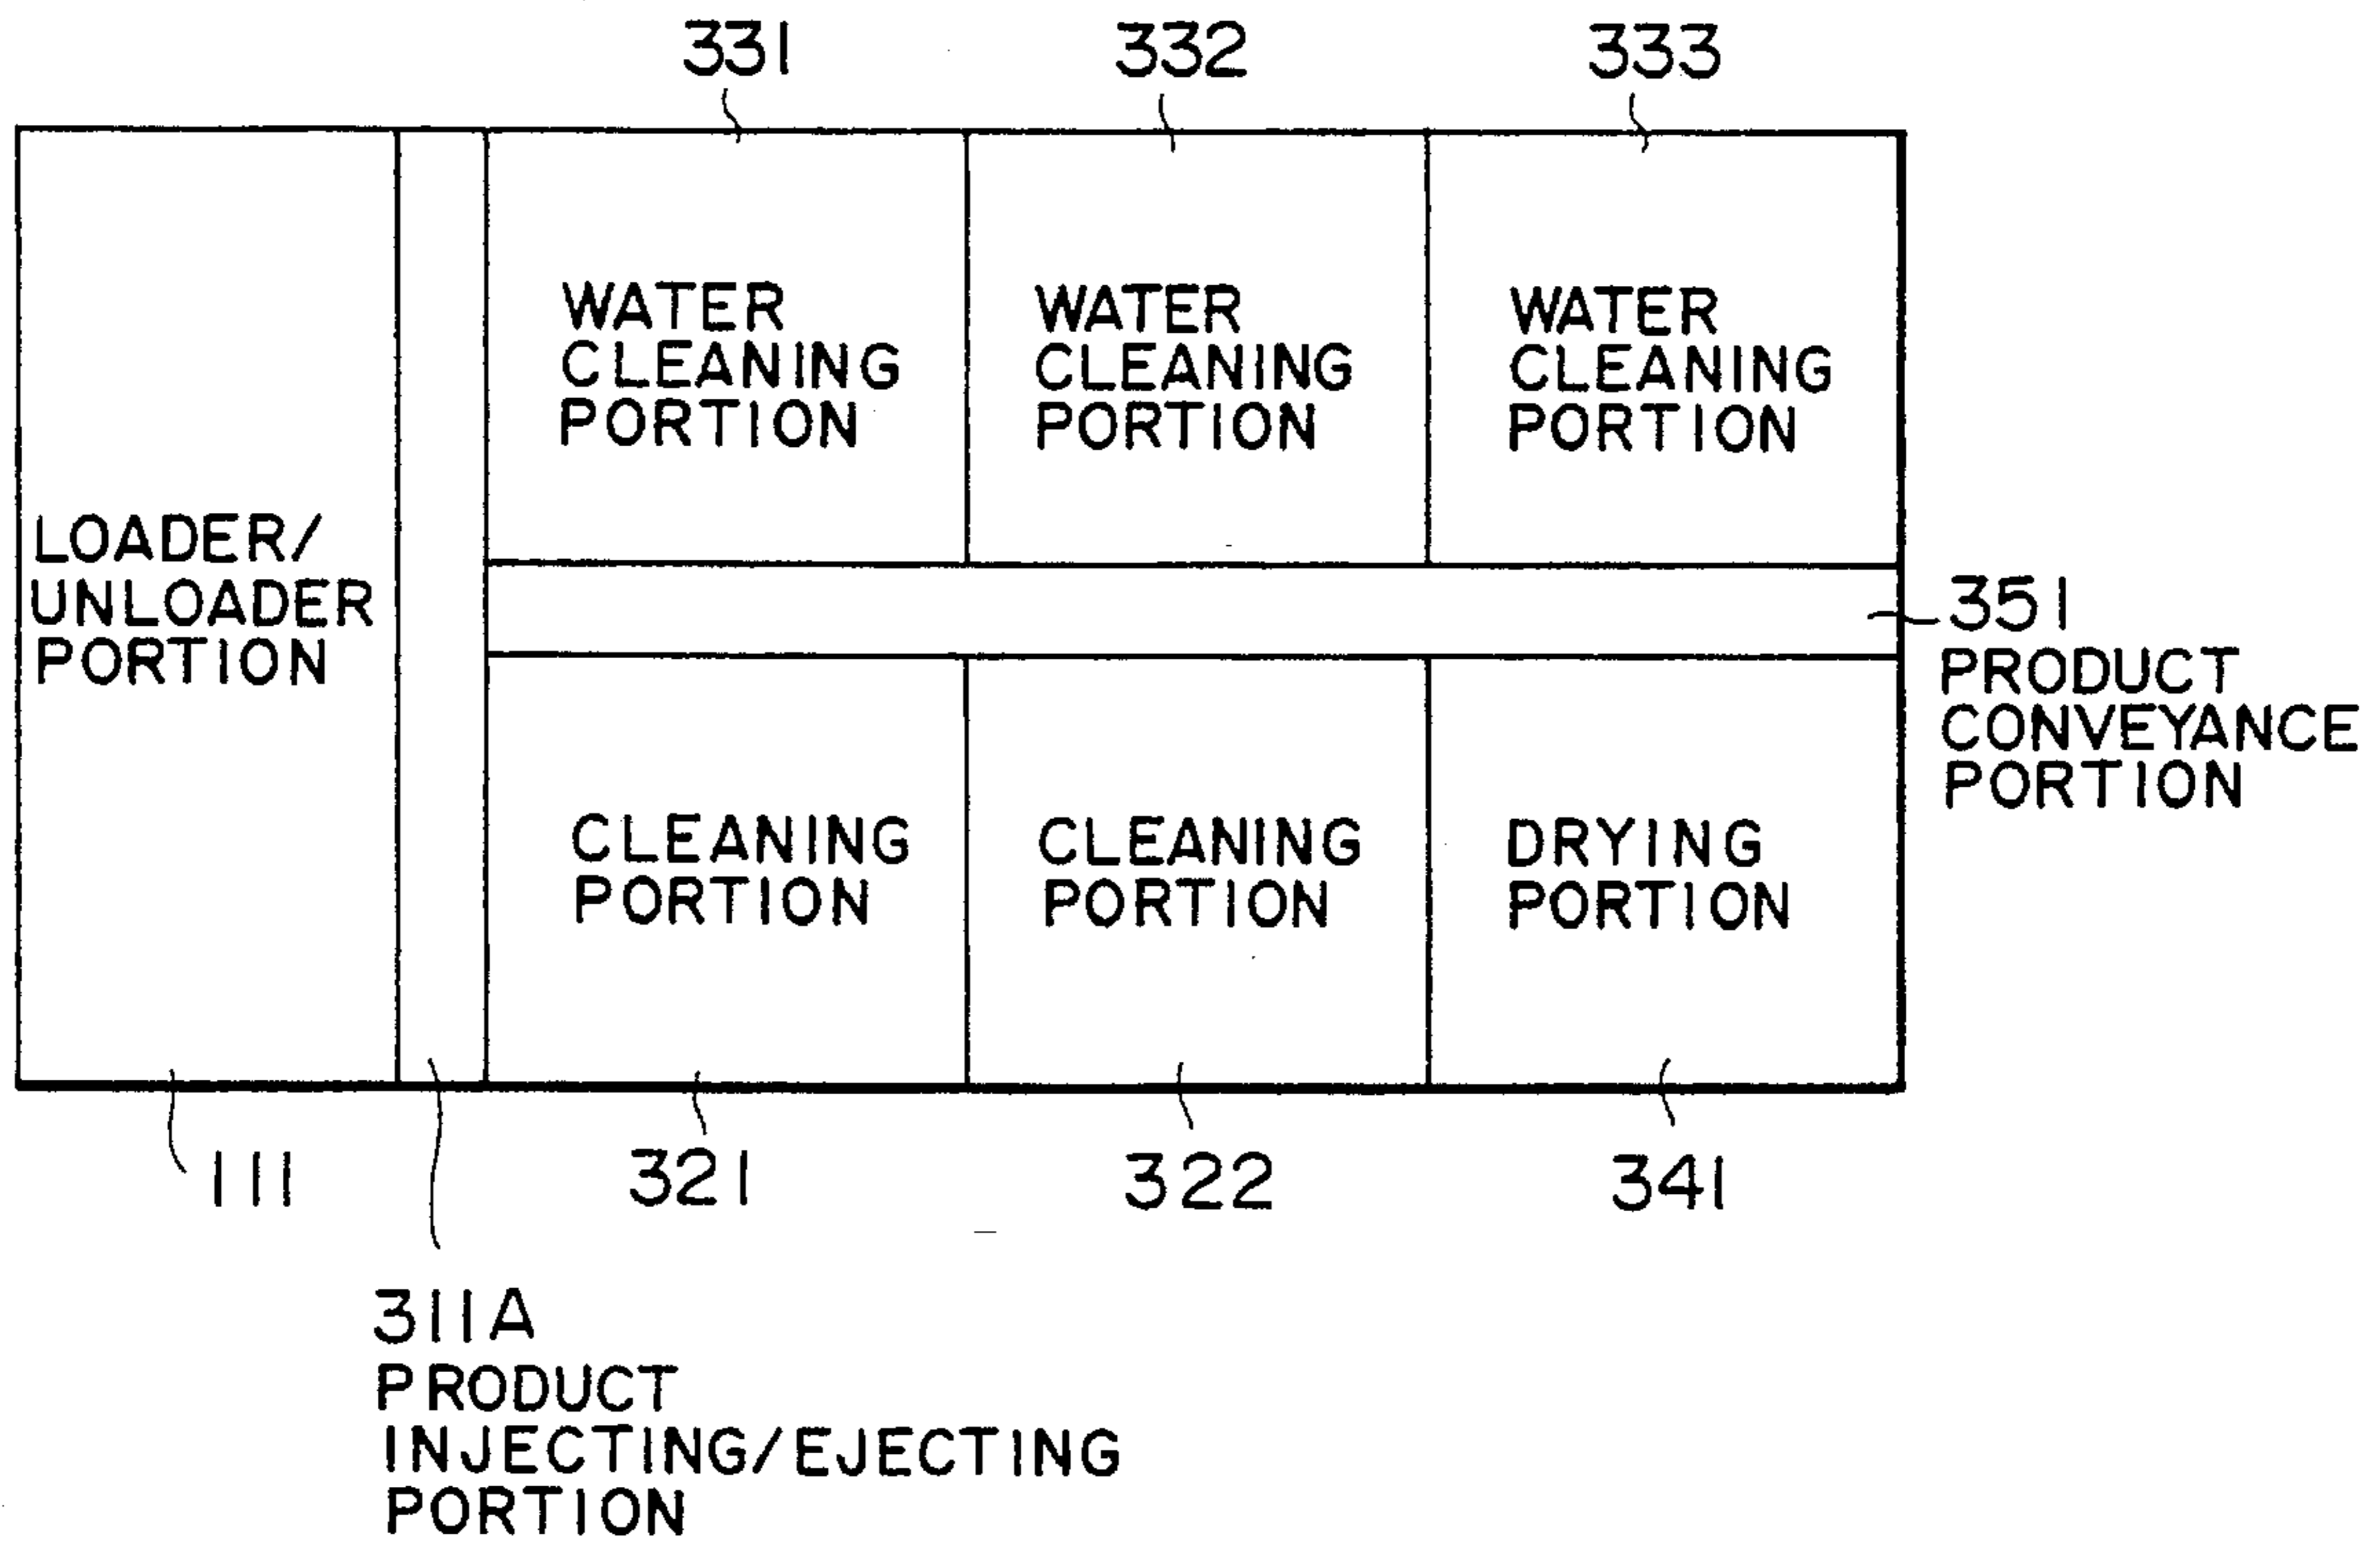 331
332
333
WATER
CLEANING
PORTION
WATER
CLEANING
PORTION
WATER
CLEANING
PORTION
LOADER/
UNLOADER
PORTION
351
PRODUCT
CONVEYANCE
PORTION
CLEANING
PORTION
CLEANING
PORTION
DRYING
PORTION
111
321
322
341
311A
PRODUCT
INJECTING/EJECTING
PORTION